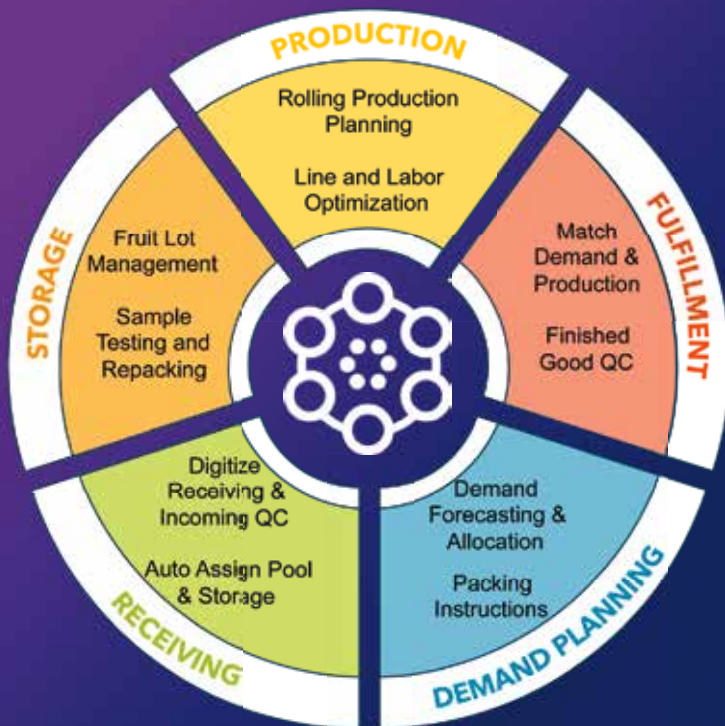 PRODUCTION
Rolling Production
Planning
Line and Labor
Optimization
FULFILLMENT
Match
Demand &
Production
Finished
Good QC
DEMAND PLANNING
Demand
Forecasting &
Allocation
Packing
Instructions
RECEIVING
Digitize
Receiving &
Incoming QC
Auto Assign Pool
& Storage
STORAGE
Fruit Lot
Management
Sample
Testing and
Repacking